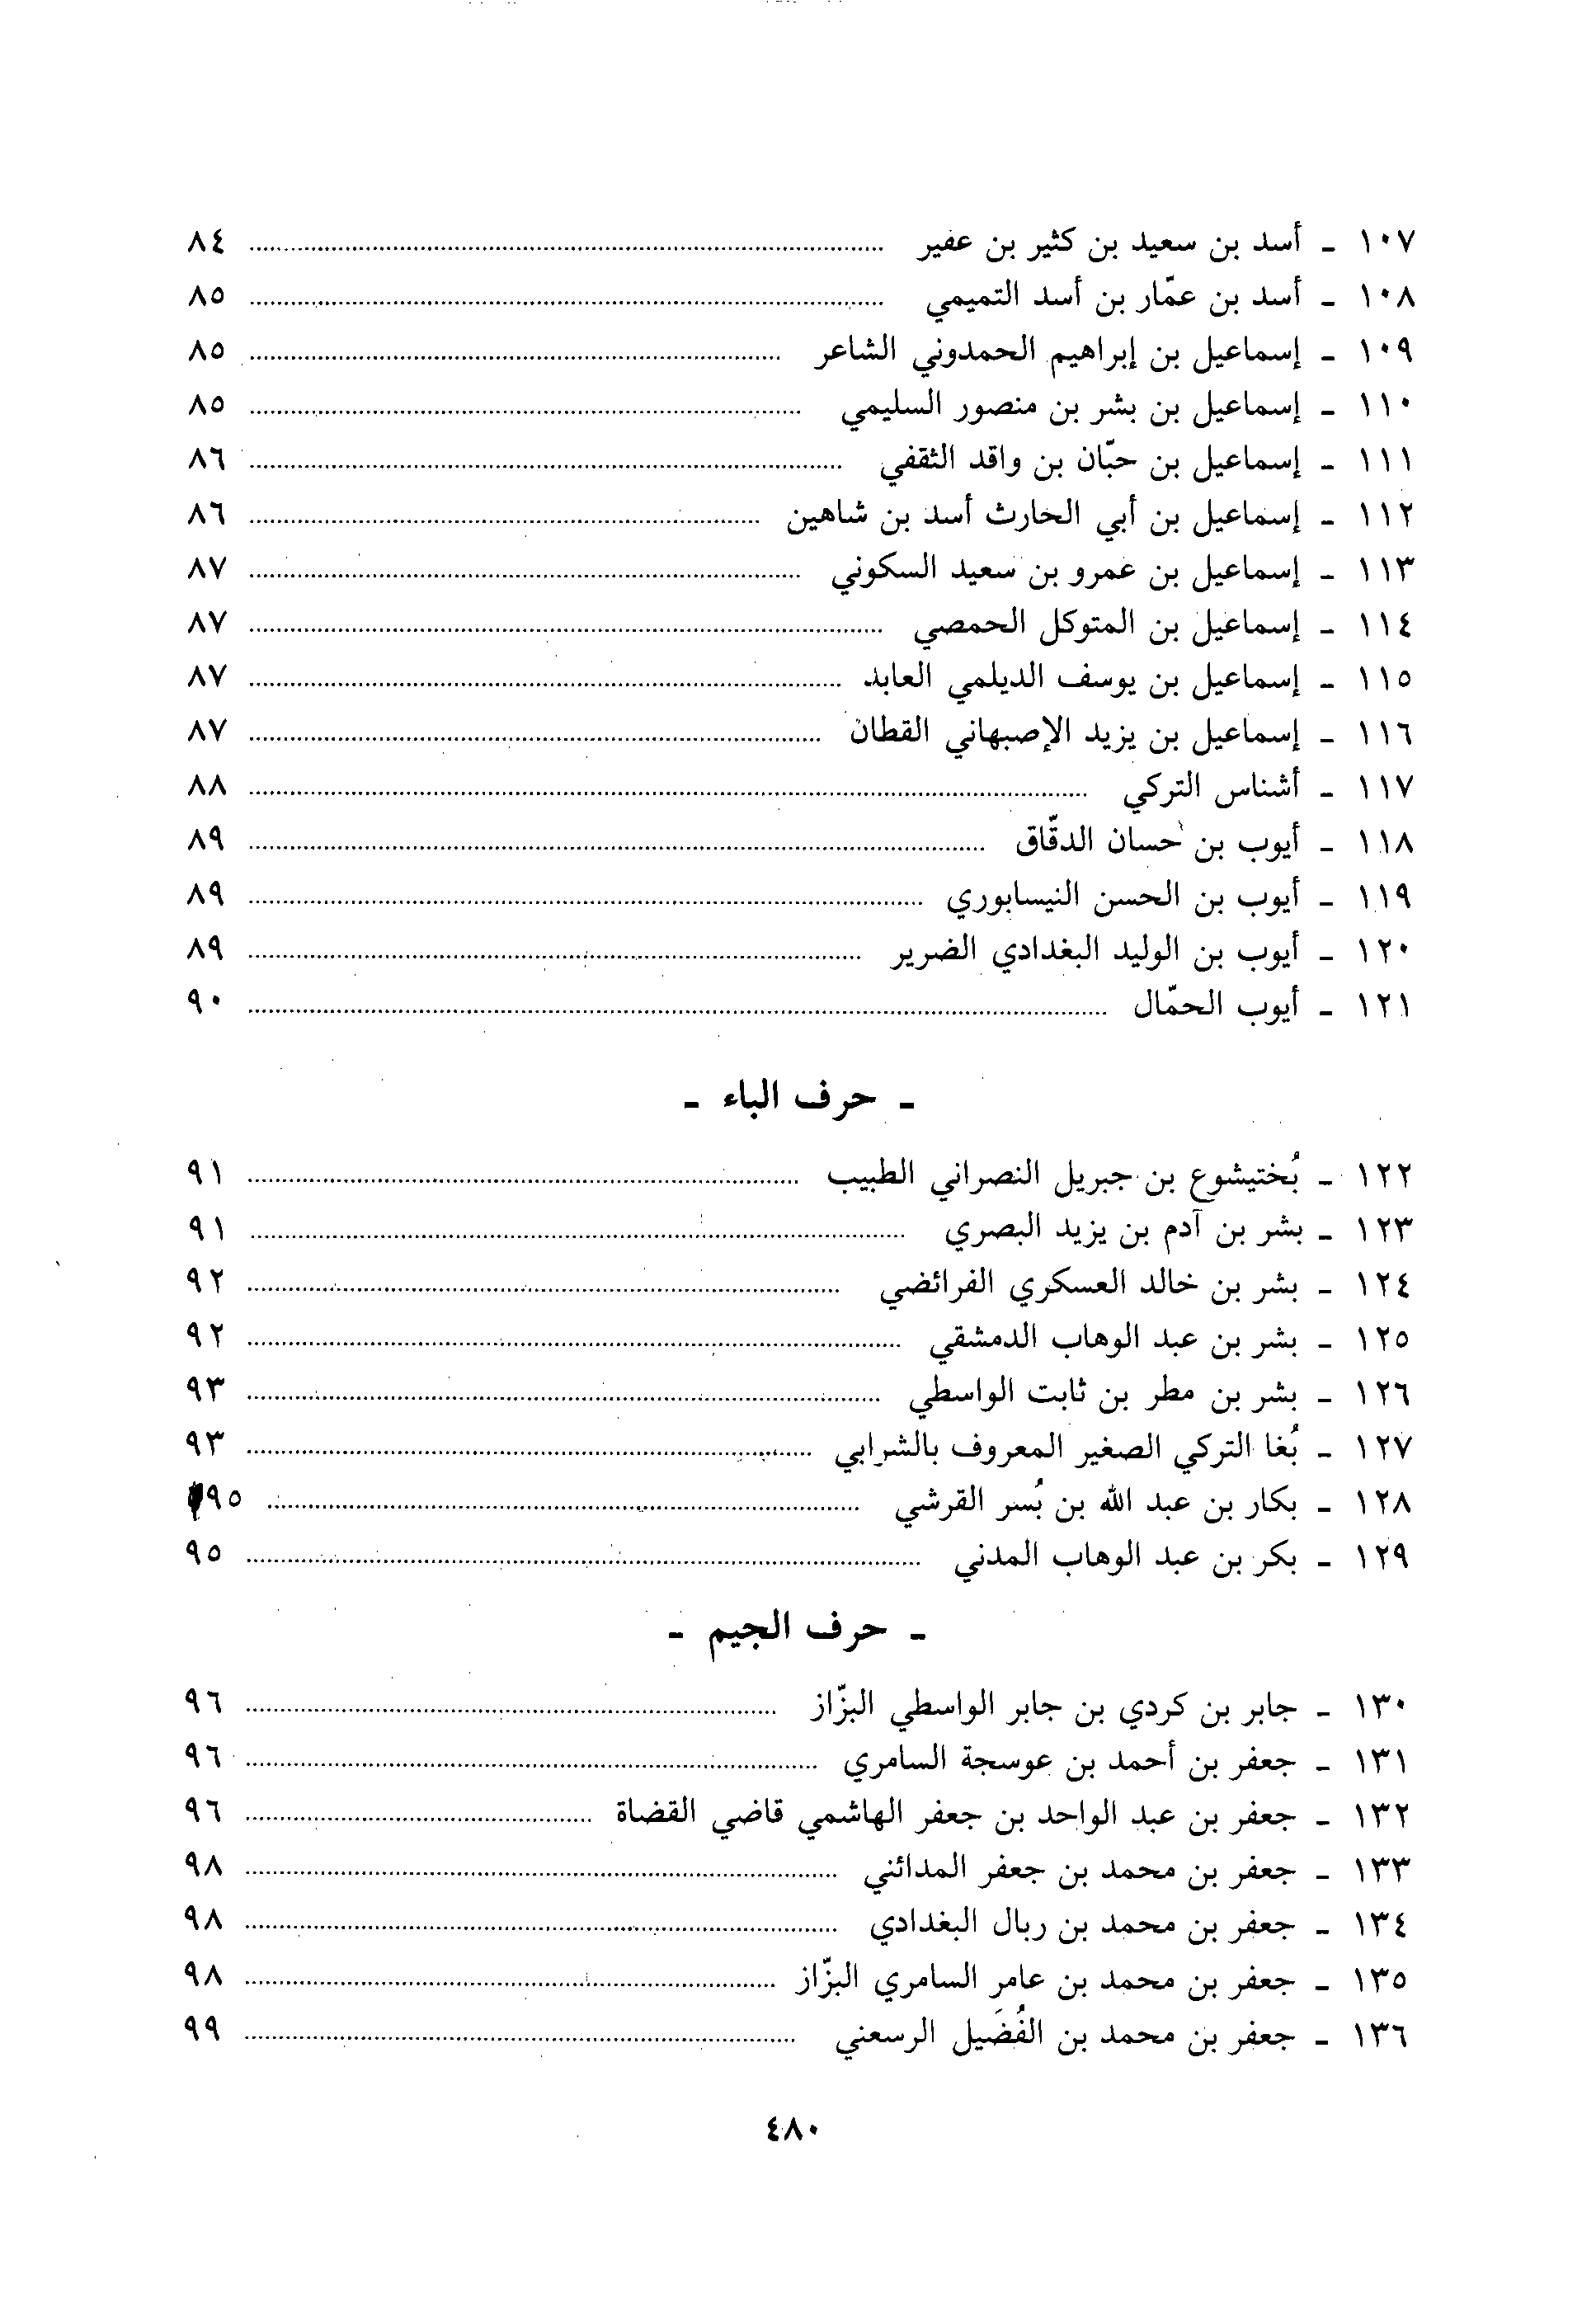 ١٠٧ - أسد بن سعيد بن كثير بن عفير ........ ٨٤
١٠٨ - أسد بن عمّار بن أسد التميمي ........ ٨٥
١٠٩ - إسماعيل بن إبراهيم الحمدوني الشاعر ........ ٨٥
١١٠ - إسماعيل بن بشر بن منصور السليمي ........ ٨٥
١١١ - إسماعيل بن حبّان بن واقد الثقفي ........ ٨٦
١١٢ - إسماعيل بن أبي الحارث أسد بن شاهين ........ ٨٦
١١٣ - إسماعيل بن عمرو بن سعيد السكوني ........ ٨٧
١١٤ - إسماعيل بن المتوكل الحمصي ........ ٨٧
١١٥ - إسماعيل بن يوسف الديلمي العابد ........ ٨٧
١١٦ - إسماعيل بن يزيد الإصبهاني القطان ........ ٨٧
١١٧ - أشناس التركي ........ ٨٨
١١٨ - أيوب بن حسان الدقّاق ........ ٨٩
١١٩ - أيوب بن الحسن النيسابوري ........ ٨٩
١٢٠ - أيوب بن الوليد البغدادي الضرير ........ ٨٩
١٢١ - أيوب الحمّال ........ ٩٠
- حرف الباء -
١٢٢ - بُختيشوع بن جبريل النصراني الطبيب ........ ٩١
١٢٣ - بشر بن آدم بن يزيد البصري ........ ٩١
١٢٤ - بشر بن خالد العسكري الفرائضي ........ ٩٢
١٢٥ - بشر بن عبد الوهاب الدمشقي ........ ٩٢
١٢٦ - بشر بن مطر بن ثابت الواسطي ........ ٩٣
١٢٧ - بُغا التركي الصغير المعروف بالشرابي ........ ٩٣
١٢٨ - بكار بن عبد الله بن بُسر القرشي ........ ٩٥
١٢٩ - بكر بن عبد الوهاب المدني ........ ٩٥
- حرف الجيم -
١٣٠ - جابر بن كردي بن جابر الواسطي البزّاز ........ ٩٦
١٣١ - جعفر بن أحمد بن عوسجة السامري ........ ٩٦
١٣٢ - جعفر بن عبد الواحد بن جعفر الهاشمي قاضي القضاة ........ ٩٦
١٣٣ - جعفر بن محمد بن جعفر المدائني ........ ٩٨
١٣٤ - جعفر بن محمد بن ربال البغدادي ........ ٩٨
١٣٥ - جعفر بن محمد بن عامر السامري البزّاز ........ ٩٨
١٣٦ - جعفر بن محمد بن الفُضَيل الرسعني ........ ٩٩
٤٨٠